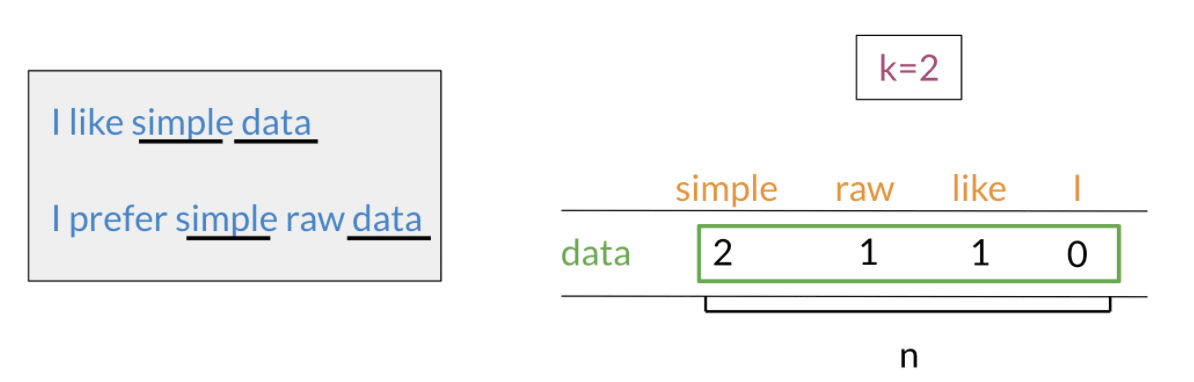 I like simple data
I prefer simple raw data
k=2
simple raw like I
data 2 1 1 0
n